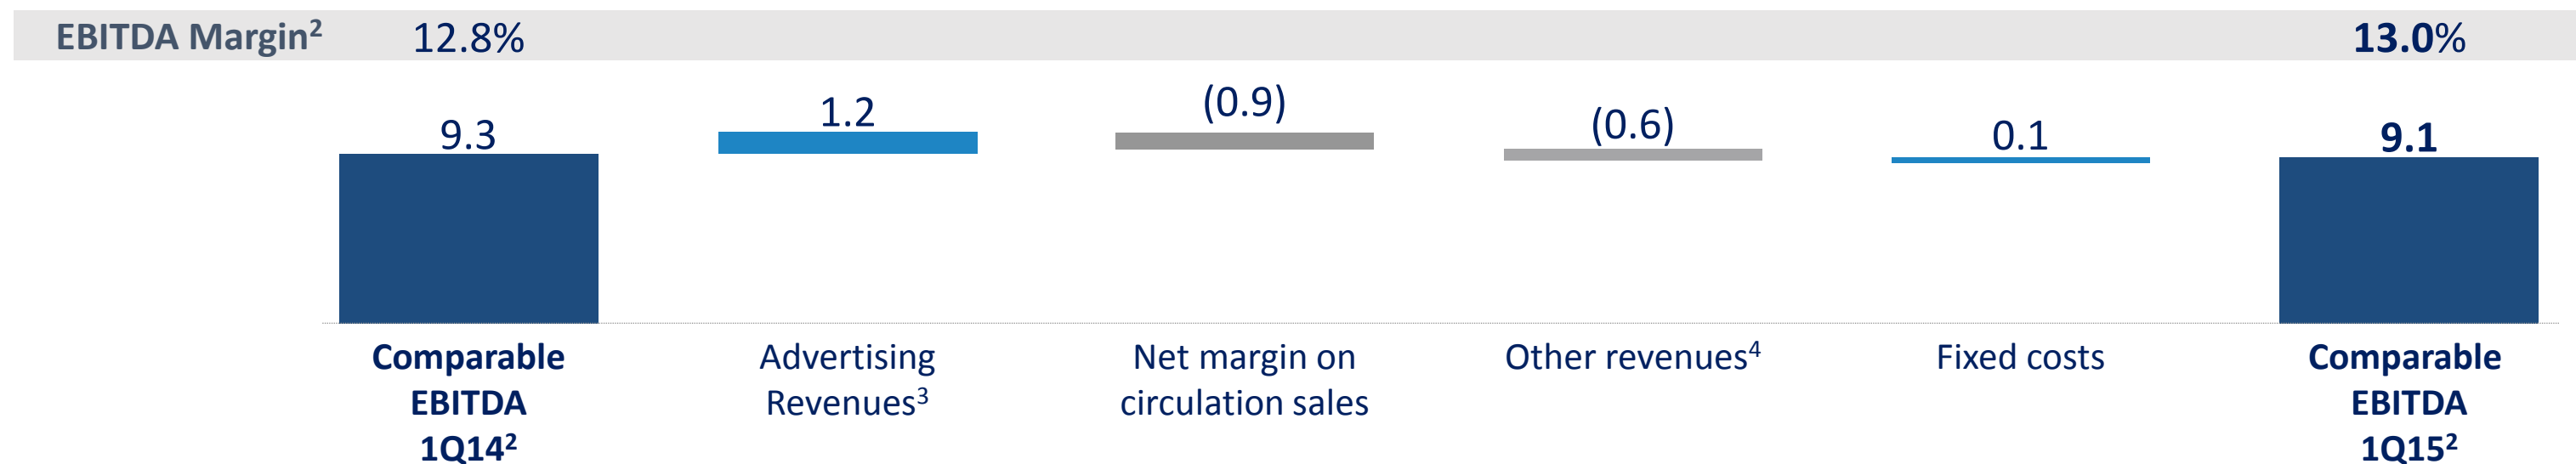 EBITDA Margin² 12.8% 13.0%
9.3 1.2 (0.9) (0.6) 0.1 9.1
Comparable EBITDA 1Q14²
Advertising Revenues³
Net margin on circulation sales
Other revenues⁴
Fixed costs
Comparable EBITDA 1Q15²